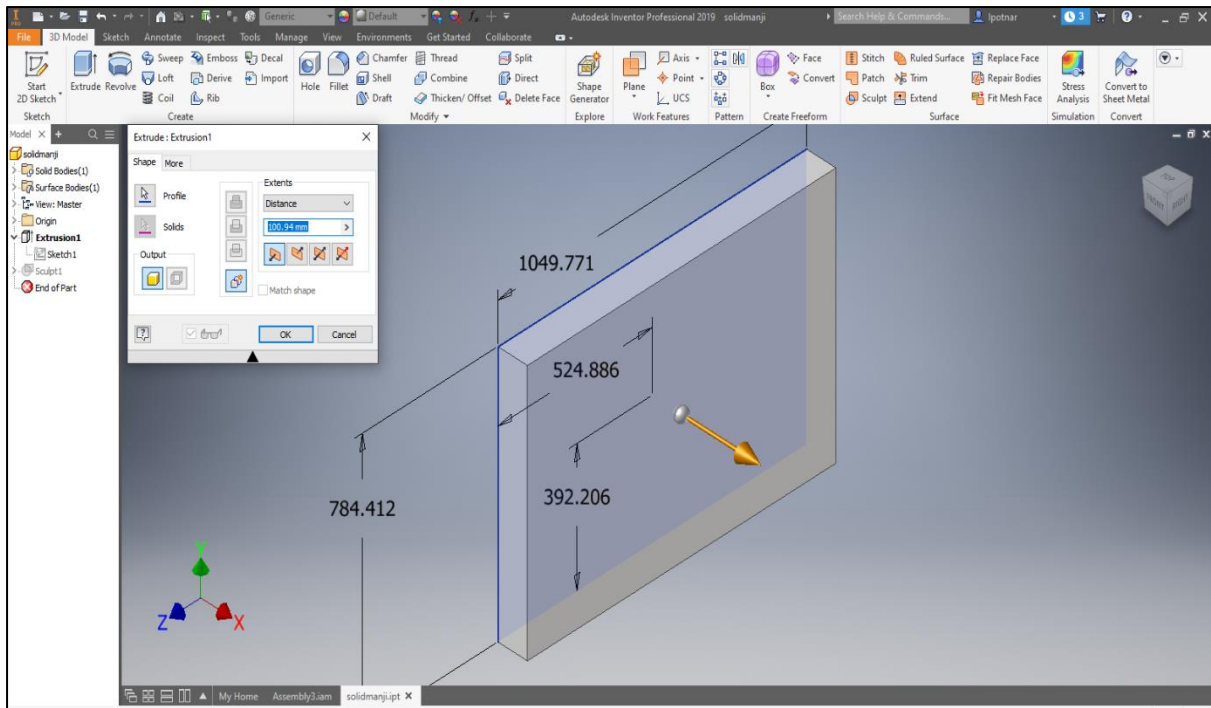 PRO
Generic
Default
Autodesk Inventor Professional 2019 solidmanji
Search Help & Commands...
lpotnar
3
File 3D Model Sketch Annotate Inspect Tools Manage View Environments Get Started Collaborate
Start
2D Sketch
Extrude Revolve
Sweep Emboss Decal
Loft Derive Import
Coil Rib
Hole Fillet
Chamfer Thread Split
Shell Combine Direct
Draft Thicken/ Offset Delete Face
Shape
Generator
Plane
Axis
Point
UCS
Box
Face
Convert
Stitch Ruled Surface Replace Face
Patch Trim Repair Bodies
Sculpt Extend Fit Mesh Face
Stress
Analysis
Convert to
Sheet Metal
Sketch Create Modify Explore Work Features Pattern Create Freeform Surface Simulation Convert
Model
solidmanji
Solid Bodies(1)
Surface Bodies(1)
View: Master
Origin
Extrusion1
Sketch1
Sculpt1
End of Part
Extrude : Extrusion1
Shape More
Profile
Solids
Output
Extents
Distance
100.94 mm
Match shape
OK Cancel
1049.771
524.886
392.206
784.412
FRONT RIGHT
Y
Z X
My Home Assembly3.iam solidmanji.ipt